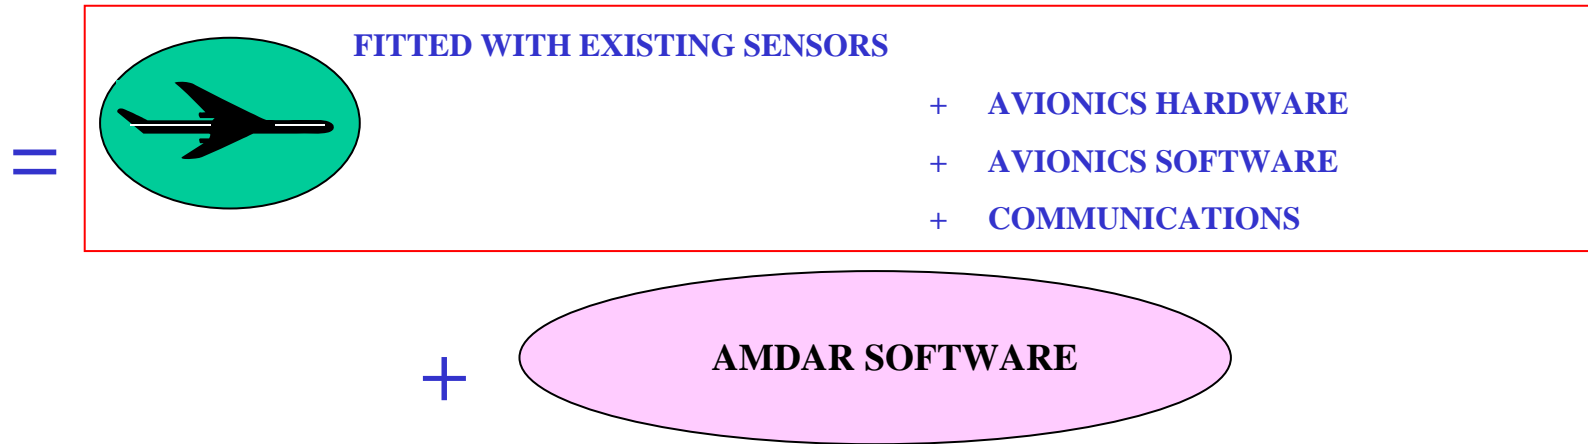 FITTED WITH EXISTING SENSORS
+ AVIONICS HARDWARE
+ AVIONICS SOFTWARE
=
+ COMMUNICATIONS
+ AMDAR SOFTWARE